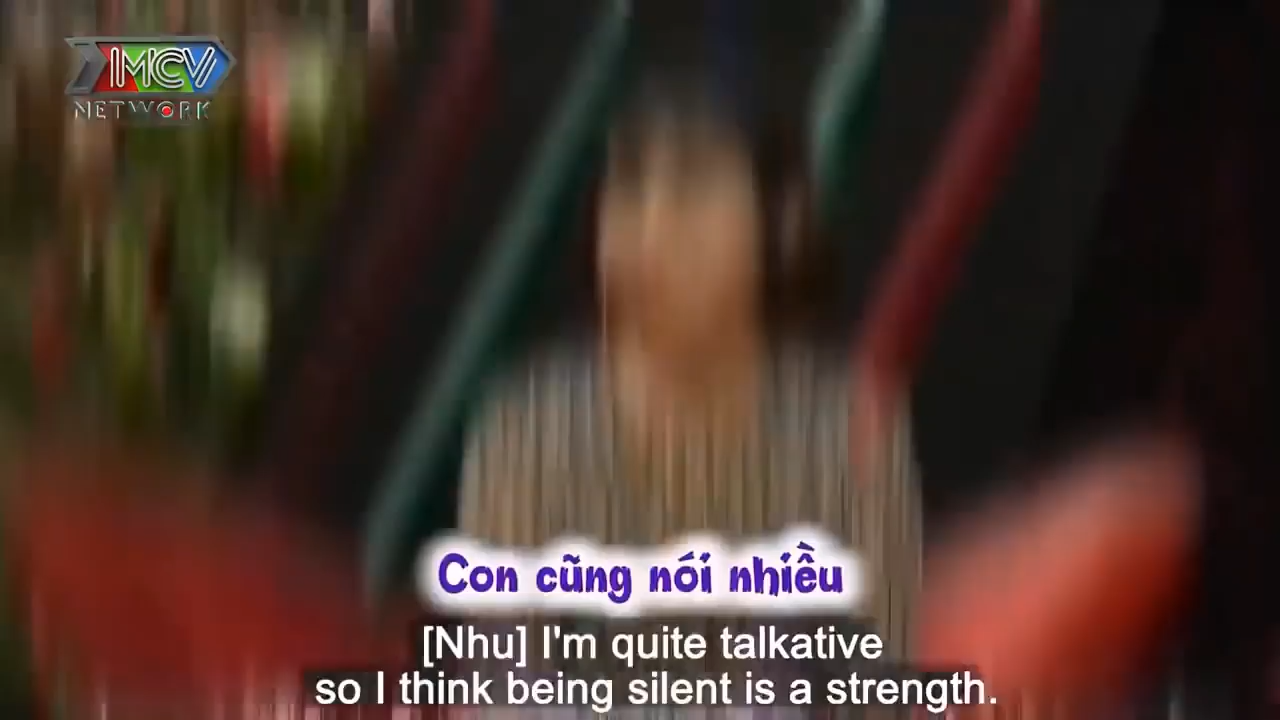 MCV
NETWORK
Con cũng nói nhiều
[Nhu] I'm quite talkative
so I think being silent is a strength.